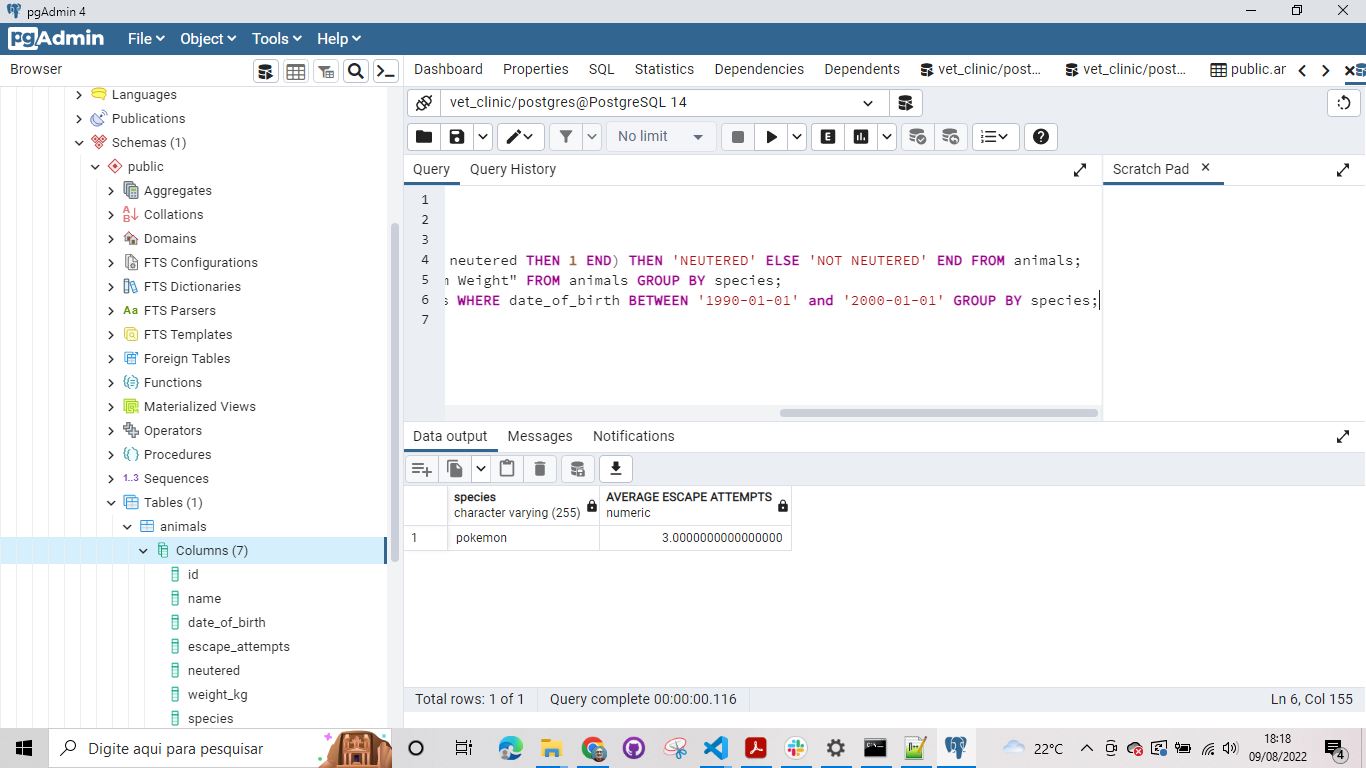 pgAdmin 4
pgAdmin File Object Tools Help
Browser
Dashboard Properties SQL Statistics Dependencies Dependents vet_clinic/post... vet_clinic/post... public.ar
Languages
Publications
Schemas (1)
public
Aggregates
Collations
Domains
FTS Configurations
FTS Dictionaries
FTS Parsers
FTS Templates
Foreign Tables
Functions
Materialized Views
Operators
Procedures
1..3 Sequences
Tables (1)
animals
Columns (7)
id
name
date_of_birth
escape_attempts
neutered
weight_kg
species
vet_clinic/postgres@PostgreSQL 14
No limit
Query Query History
Scratch Pad
1
2
3
4 neutered THEN 1 END) THEN 'NEUTERED' ELSE 'NOT NEUTERED' END FROM animals;
5 Weight" FROM animals GROUP BY species;
6 WHERE date_of_birth BETWEEN '1990-01-01' and '2000-01-01' GROUP BY species;
7
Data output Messages Notifications
species AVERAGE ESCAPE ATTEMPTS
character varying (255) numeric
1 pokemon 3.0000000000000000
Total rows: 1 of 1 Query complete 00:00:00.116 Ln 6, Col 155
Digite aqui para pesquisar
22°C
18:18
09/08/2022
4